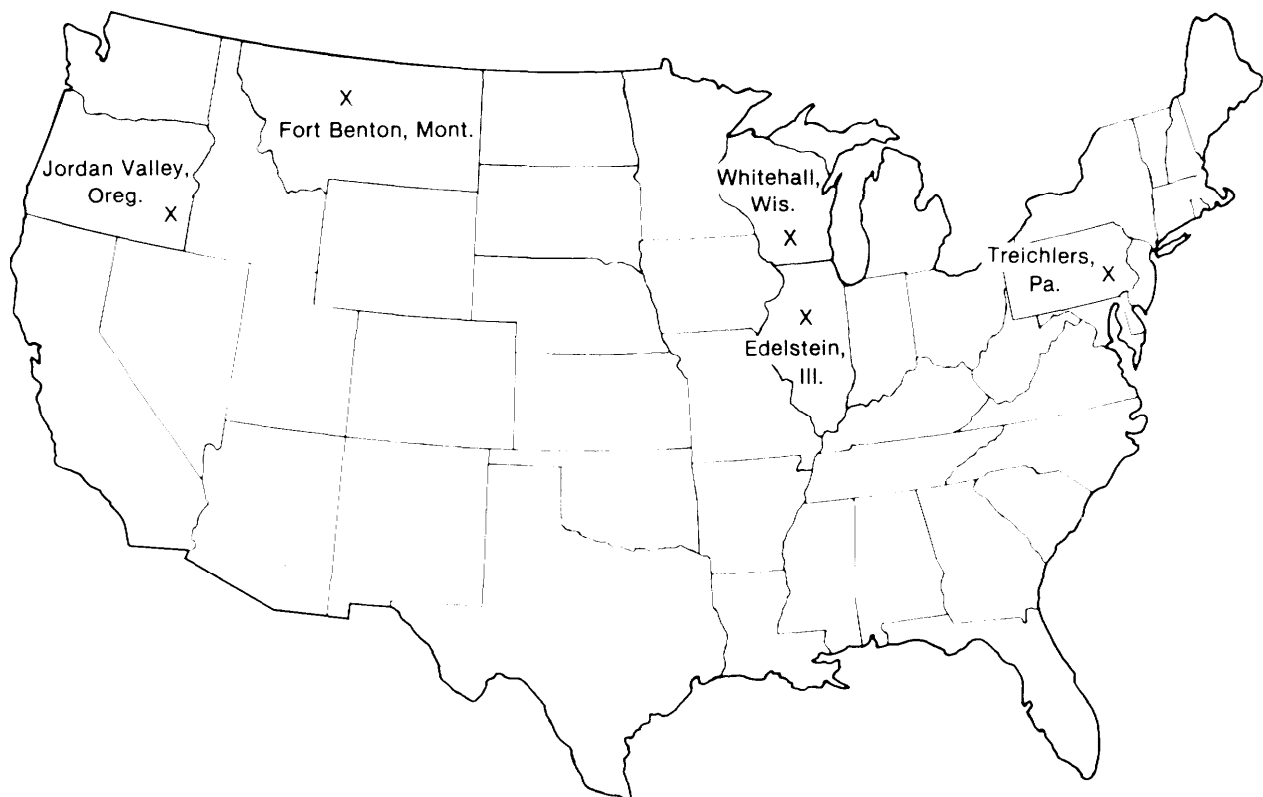 X
Fort Benton, Mont.
Jordan Valley,
Oreg.
X
Whitehall,
Wis.
X
Treichlers,
Pa.
X
X
Edelstein,
Ill.